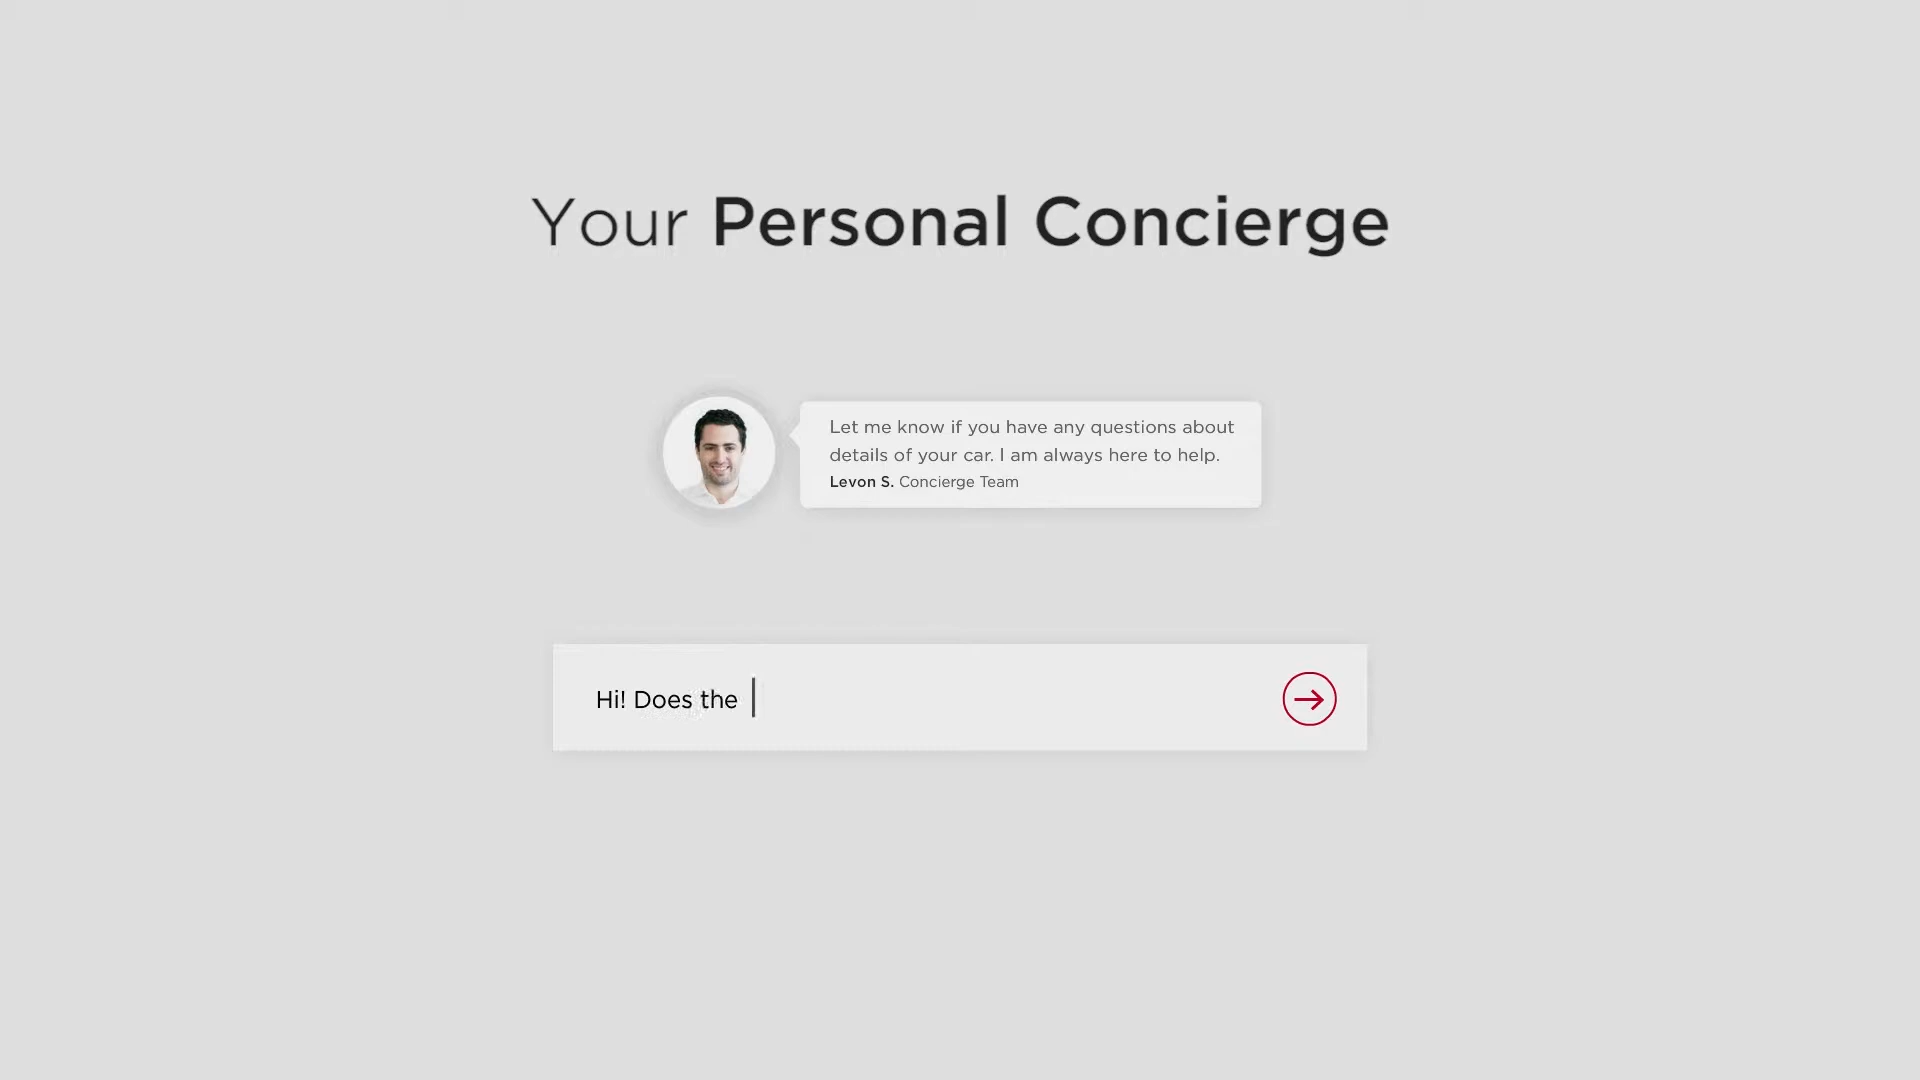 Your Personal Concierge
Let me know if you have any questions about
details of your car. I am always here to help.
Levon S. Concierge Team
Hi! Does the